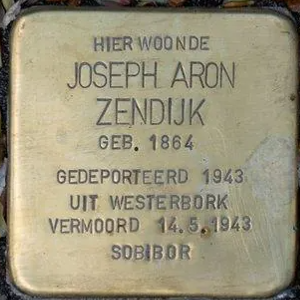 HIER WOONDE
JOSEPH ARON
ZENDIJK
GEB. 1864
GEDEPORTEERD 1943
UIT WESTERBORK
VERMOORD 14.5.1943
SOBIBOR